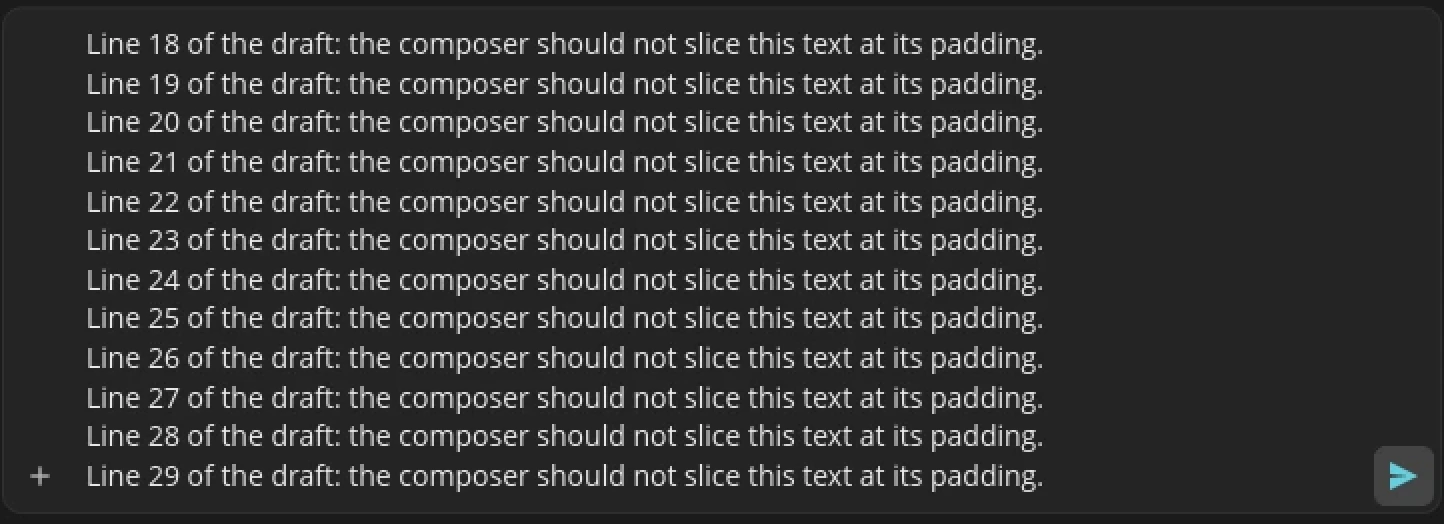 Line 18 of the draft: the composer should not slice this text at its padding.
Line 19 of the draft: the composer should not slice this text at its padding.
Line 20 of the draft: the composer should not slice this text at its padding.
Line 21 of the draft: the composer should not slice this text at its padding.
Line 22 of the draft: the composer should not slice this text at its padding.
Line 23 of the draft: the composer should not slice this text at its padding.
Line 24 of the draft: the composer should not slice this text at its padding.
Line 25 of the draft: the composer should not slice this text at its padding.
Line 26 of the draft: the composer should not slice this text at its padding.
Line 27 of the draft: the composer should not slice this text at its padding.
Line 28 of the draft: the composer should not slice this text at its padding.
Line 29 of the draft: the composer should not slice this text at its padding.